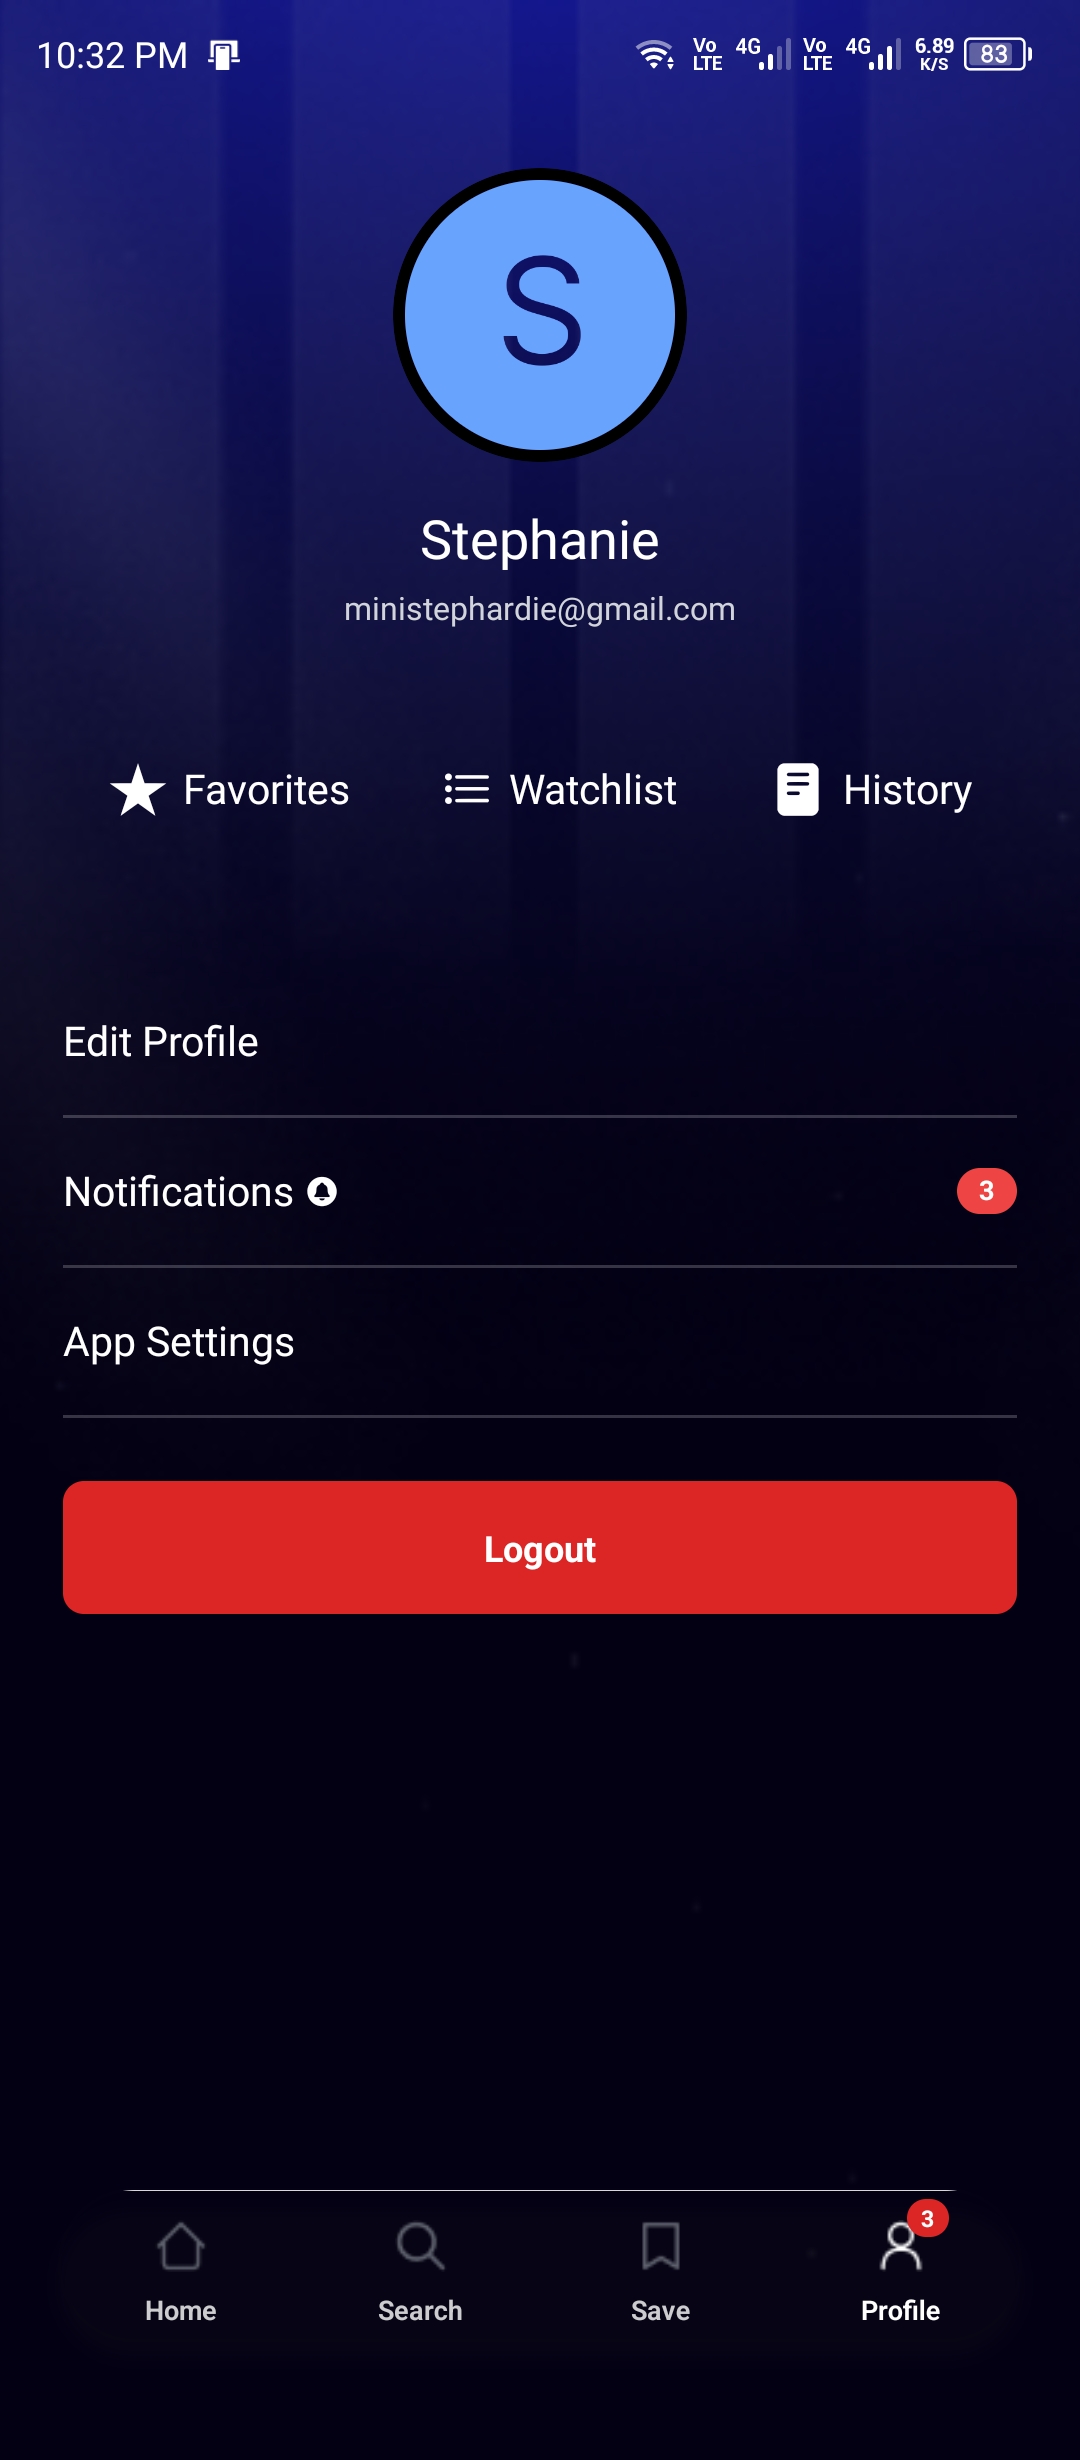 10:32 PM
Vo LTE 4G Vo LTE 4G 6.89 K/S 83
S
Stephanie
ministephardie@gmail.com
Favorites Watchlist History
Edit Profile
Notifications 3
App Settings
Logout
3
Home Search Save Profile